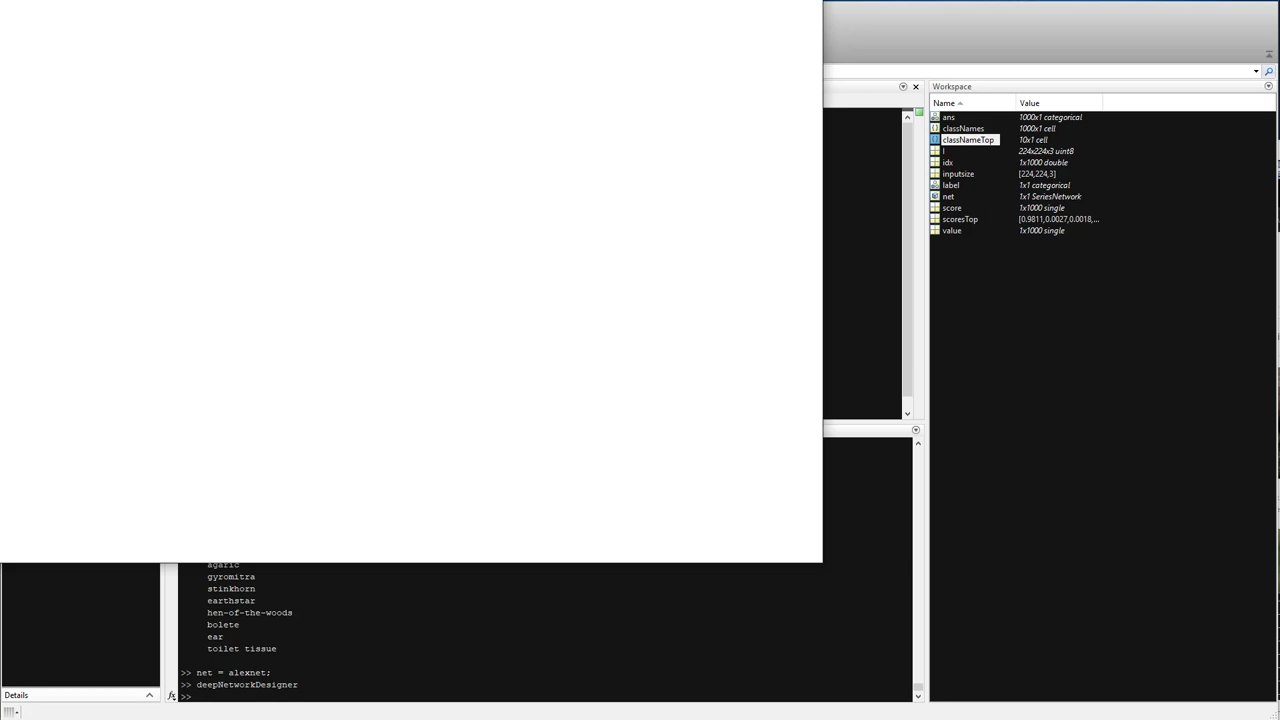 Workspace
Name Value
ans 1000x1 categorical
classNames 1000x1 cell
classNameTop 10x1 cell
I 224x224x3 uint8
idx 1x1000 double
inputsize [224,224,3]
label 1x1 categorical
net 1x1 SeriesNetwork
score 1x1000 single
scoresTop [0.9811,0.0027,0.0018,...
value 1x1000 single
agaric
gyromitra
stinkhorn
earthstar
hen-of-the-woods
bolete
ear
toilet tissue
>> net = alexnet;
>> deepNetworkDesigner
fx >>
Details